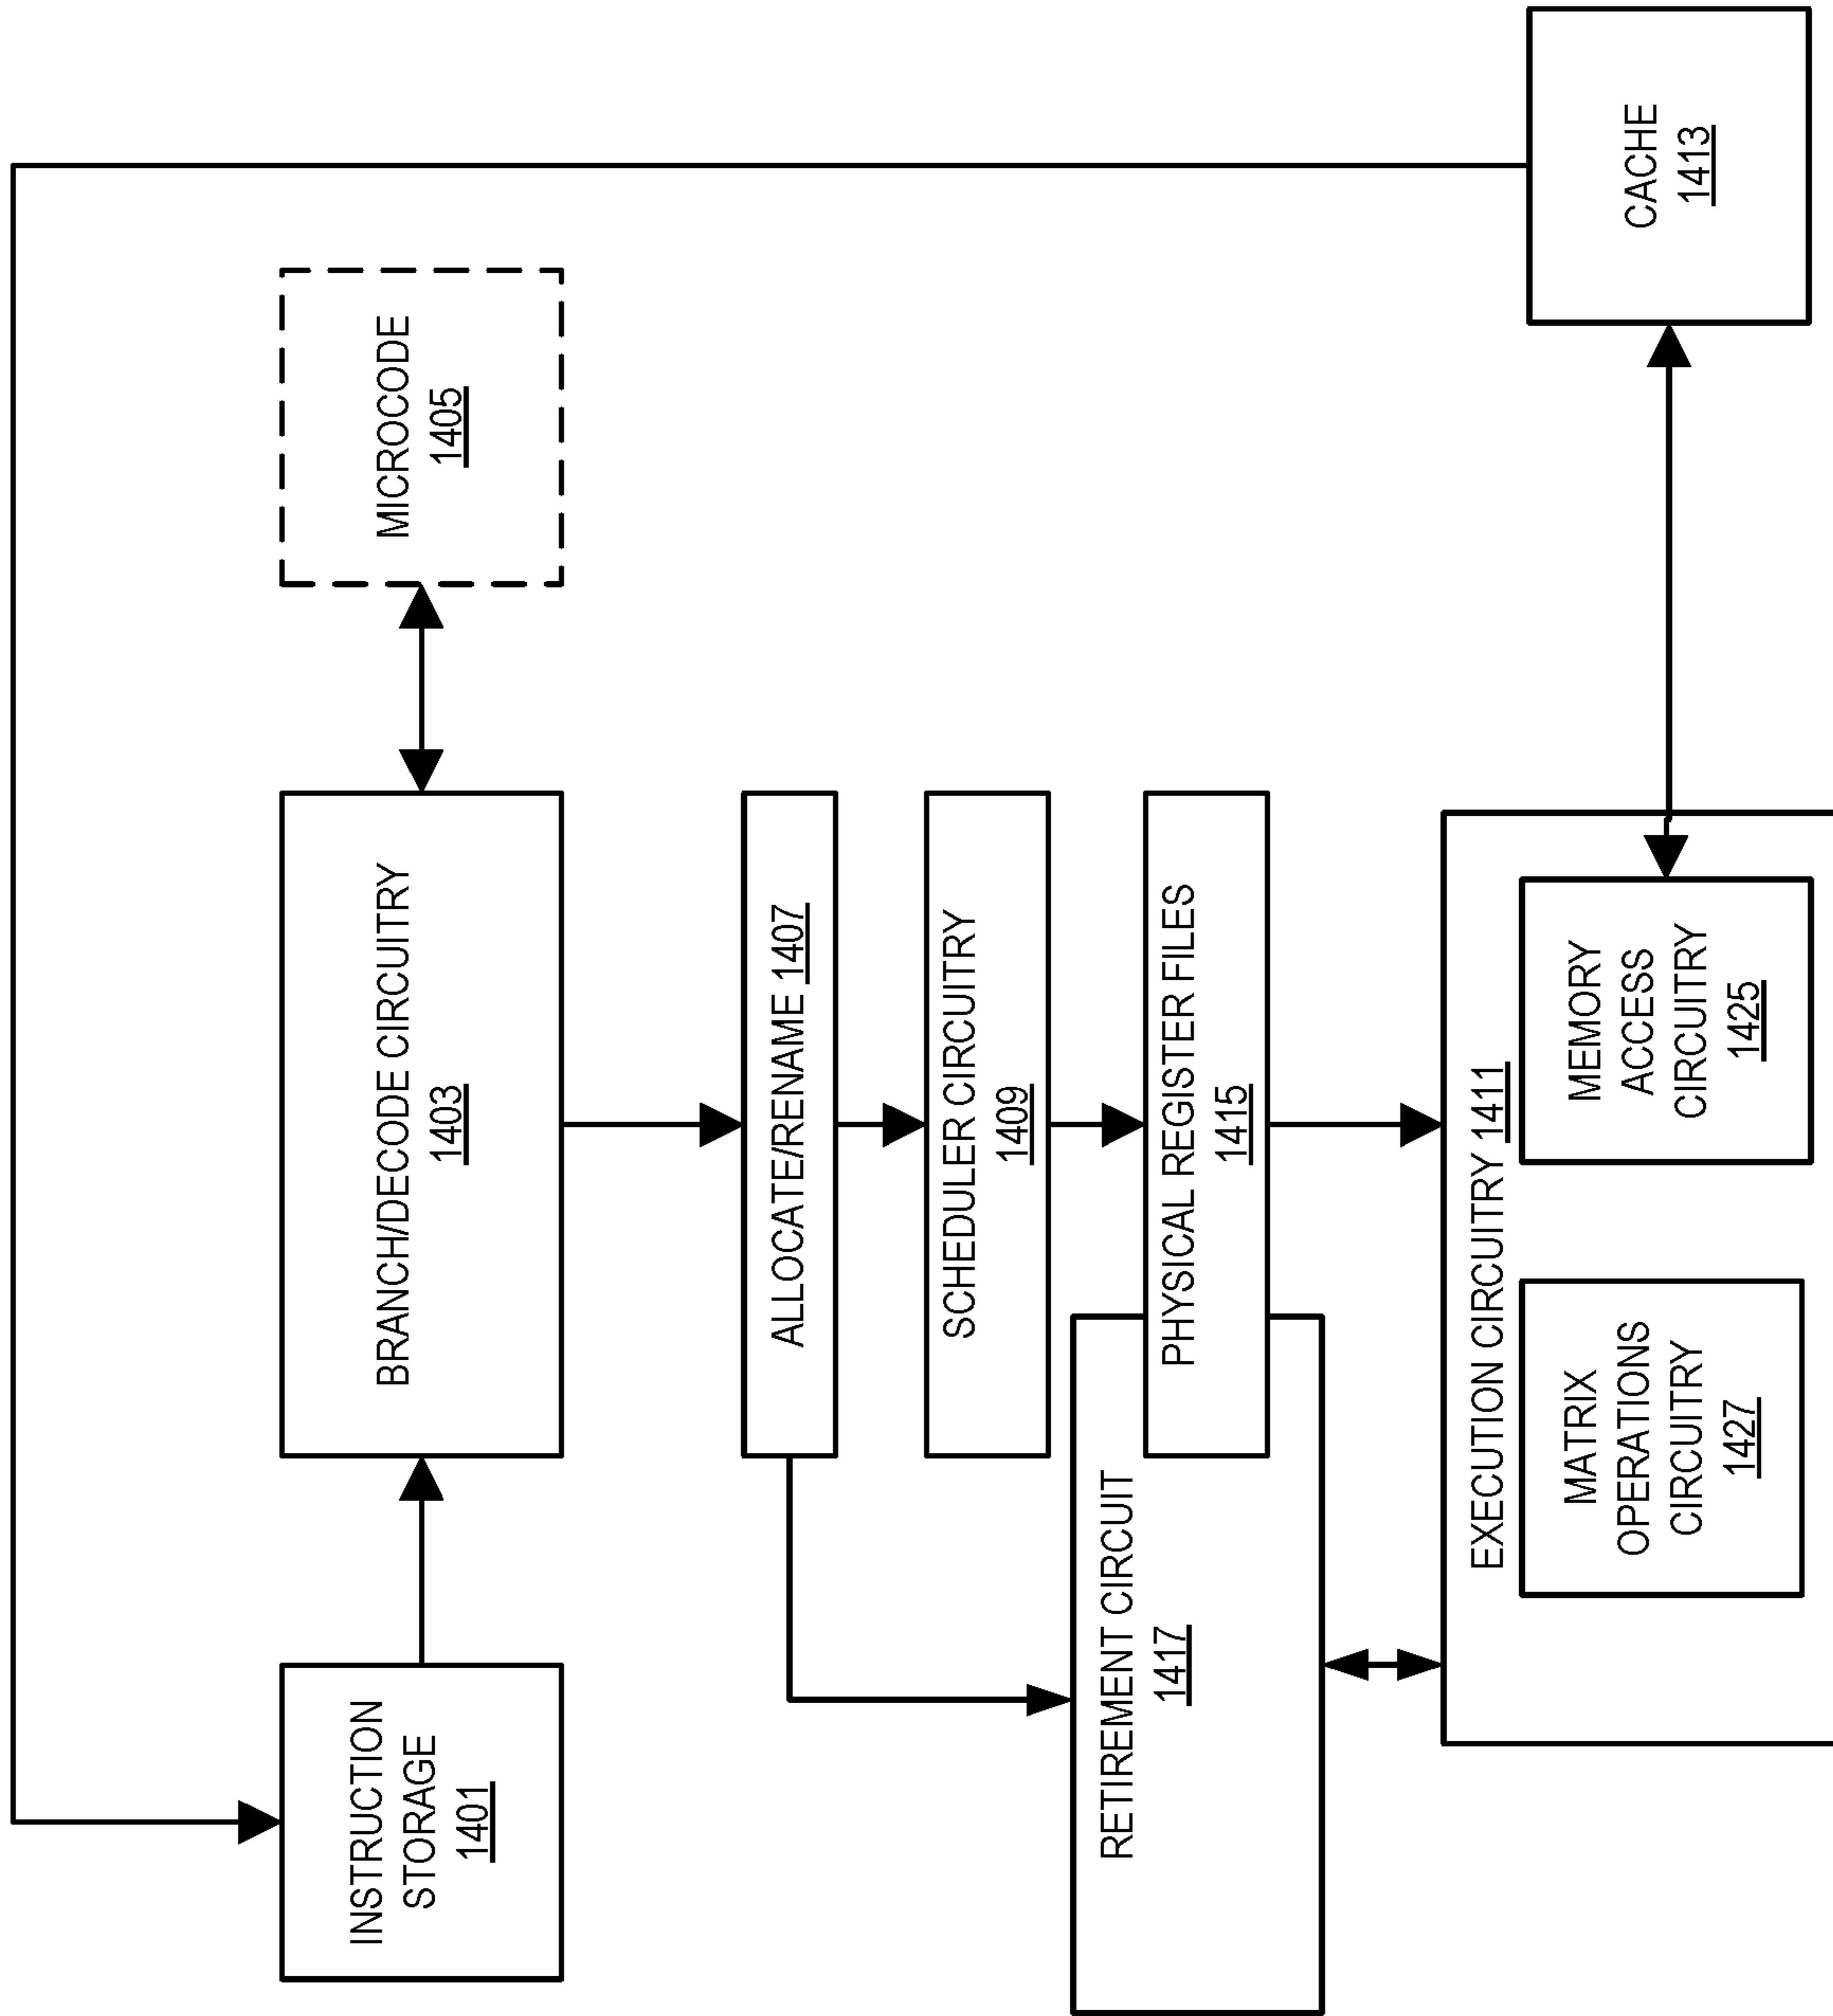 INSTRUCTION
STORAGE
1401
BRANCH/DECODE CIRCUITRY
1403
MICROCODE
1405
ALLOCATE/RENAME 1407
SCHEDULER CIRCUITRY
1409
RETIREMENT CIRCUIT
1417
PHYSICAL REGISTER FILES
1415
EXECUTION CIRCUITRY 1411
MATRIX
OPERATIONS
CIRCUITRY
1427
MEMORY
ACCESS
CIRCUITRY
1425
CACHE
1413